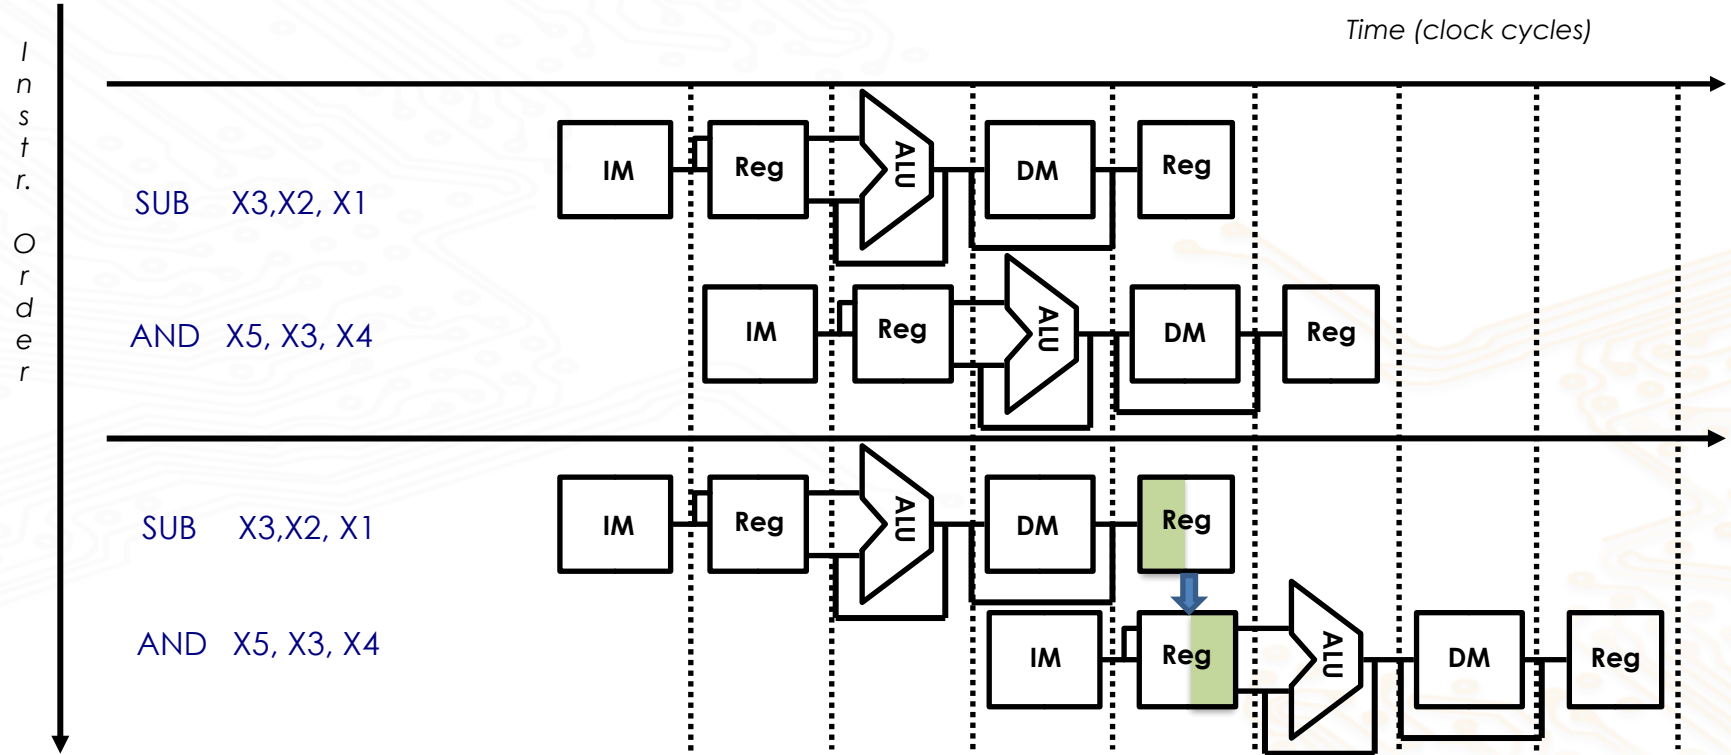 Time (clock cycles)
Instr. Order
IM Reg ALU DM Reg
SUB X3,X2, X1
IM Reg ALU DM Reg
AND X5, X3, X4
IM Reg ALU DM Reg
SUB X3,X2, X1
IM Reg ALU DM Reg
AND X5, X3, X4